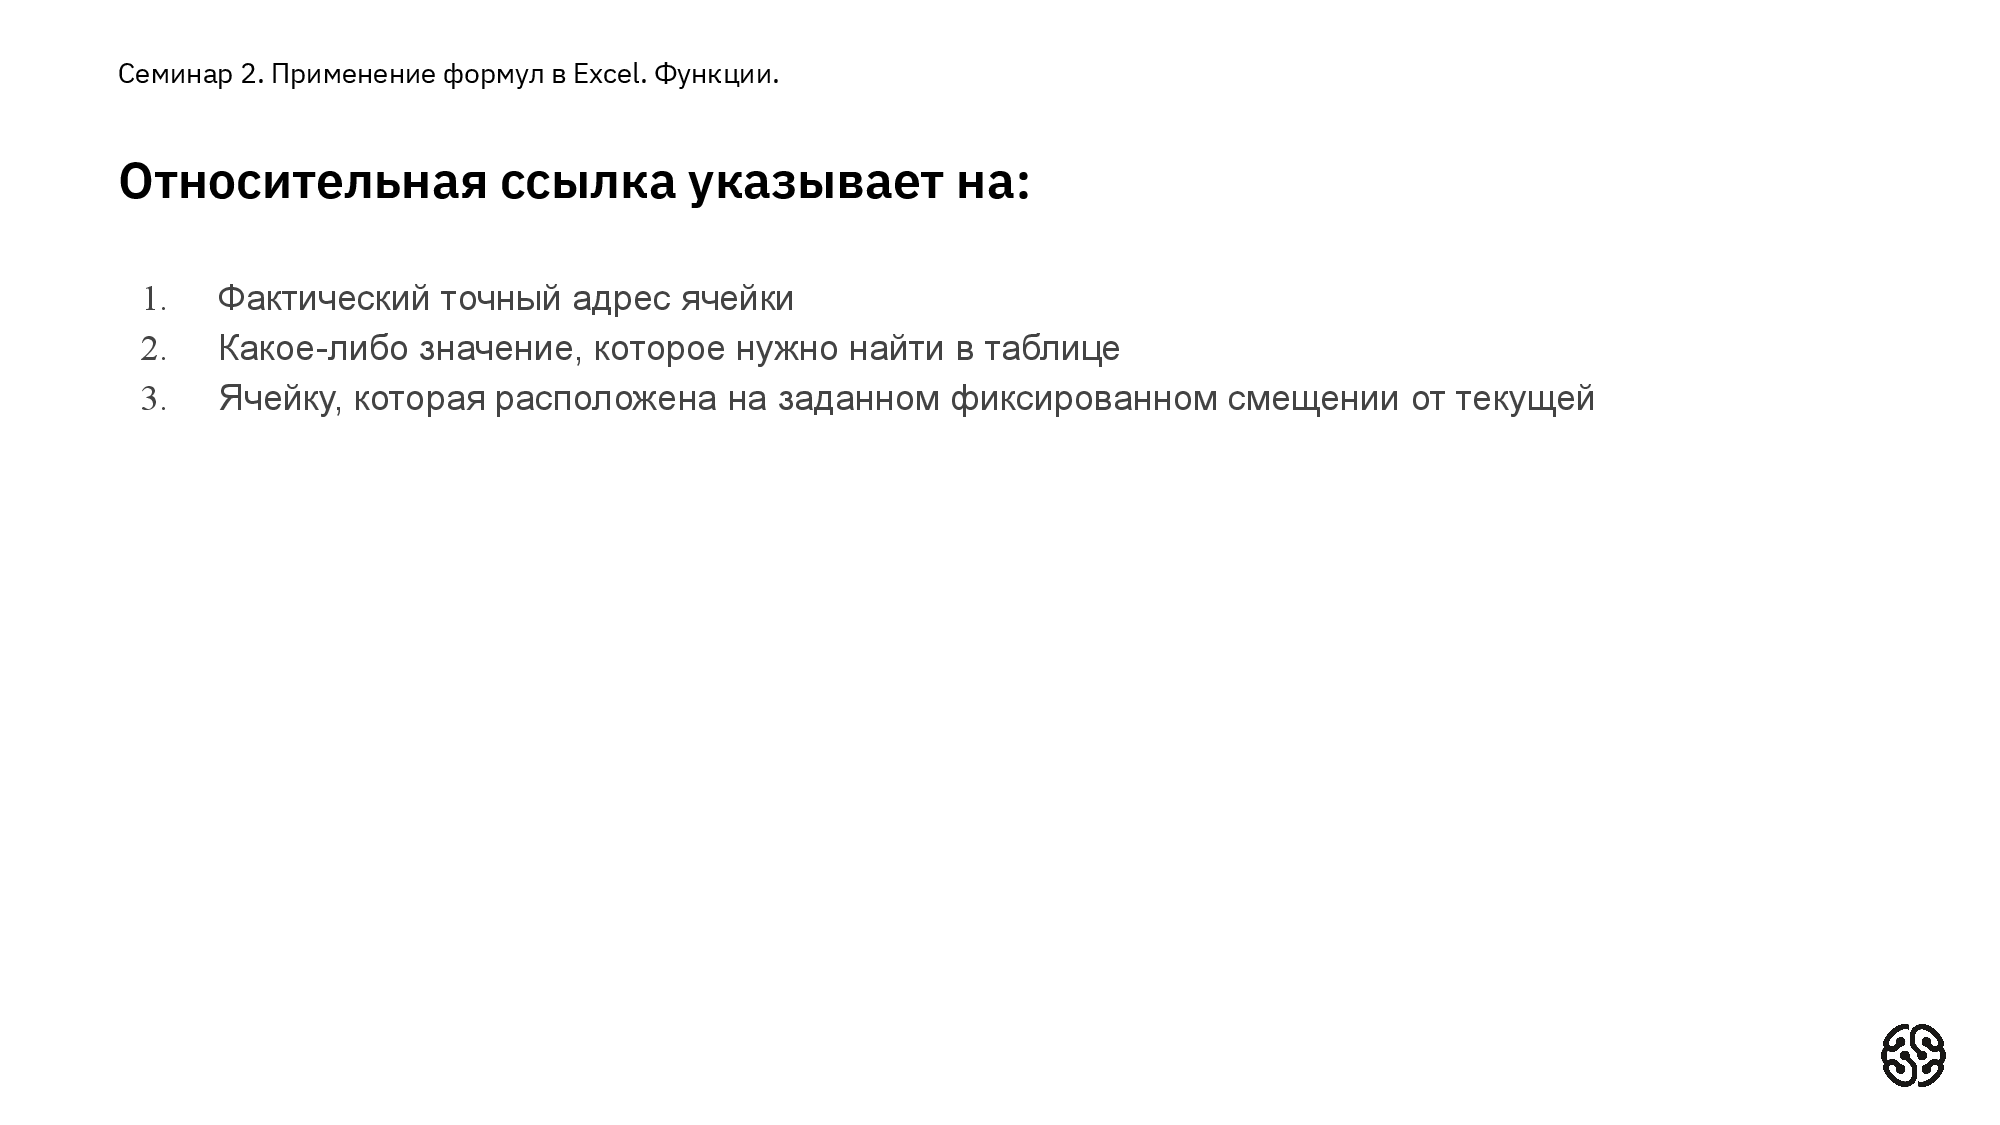 Семинар 2. Применение формул в Excel. Функции.
Относительная ссылка указывает на:
1. Фактический точный адрес ячейки
2. Какое-либо значение, которое нужно найти в таблице
3. Ячейку, которая расположена на заданном фиксированном смещении от текущей